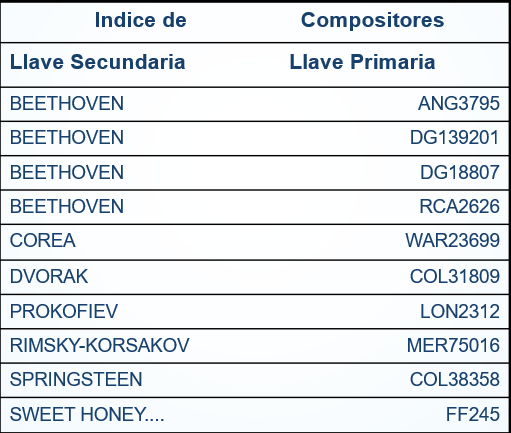 Indice de Compositores
Llave Secundaria Llave Primaria
BEETHOVEN ANG3795
BEETHOVEN DG139201
BEETHOVEN DG18807
BEETHOVEN RCA2626
COREA WAR23699
DVORAK COL31809
PROKOFIEV LON2312
RIMSKY-KORSAKOV MER75016
SPRINGSTEEN COL38358
SWEET HONEY.... FF245